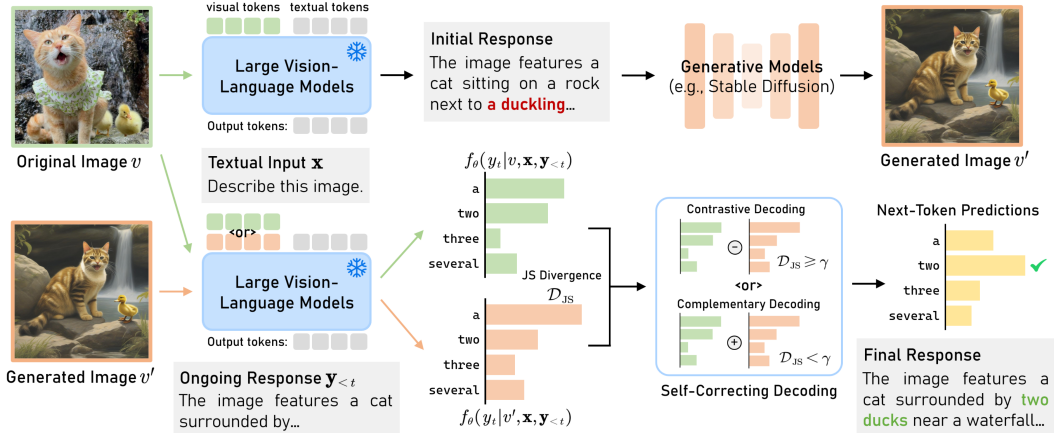 visual tokens textual tokens
Large Vision-
Language Models
Output tokens:
Original Image v
Initial Response
The image features a
cat sitting on a rock
next to a duckling...
Generative Models
(e.g., Stable Diffusion)
Generated Image v′
Textual Input x
Describe this image.
<or>
Large Vision-
Language Models
Output tokens:
Generated Image v′
Ongoing Response y<t
The image features a cat
surrounded by...
fθ(yt|v, x, y<t)
a
two
three
several
JS Divergence
DJS
a
two
three
several
fθ(yt|v′, x, y<t)
Contrastive Decoding
−
DJS ≥ γ
<or>
Complementary Decoding
+
DJS < γ
Self-Correcting Decoding
Next-Token Predictions
a
two
three
several
Final Response
The image features a
cat surrounded by two
ducks near a waterfall...